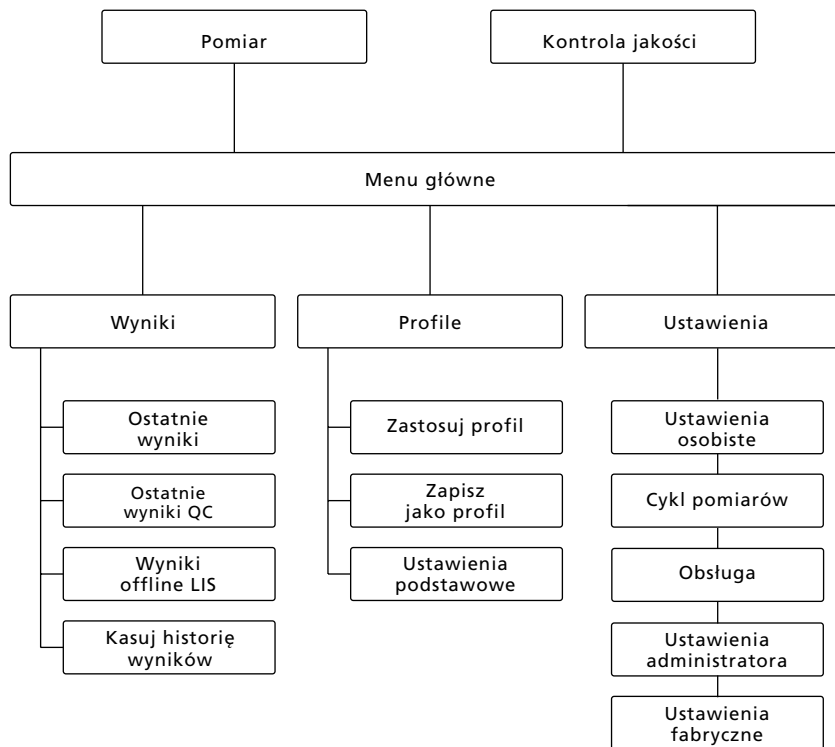 Pomiar
Kontrola jakości
Menu główne
Wyniki
Profile
Ustawienia
Ostatnie
wyniki
Ostatnie
wyniki QC
Wyniki
offline LIS
Kasuj historię
wyników
Zastosuj profil
Zapisz
jako profil
Ustawienia
podstawowe
Ustawienia
osobiste
Cykl pomiarów
Obsługa
Ustawienia
administratora
Ustawienia
fabryczne